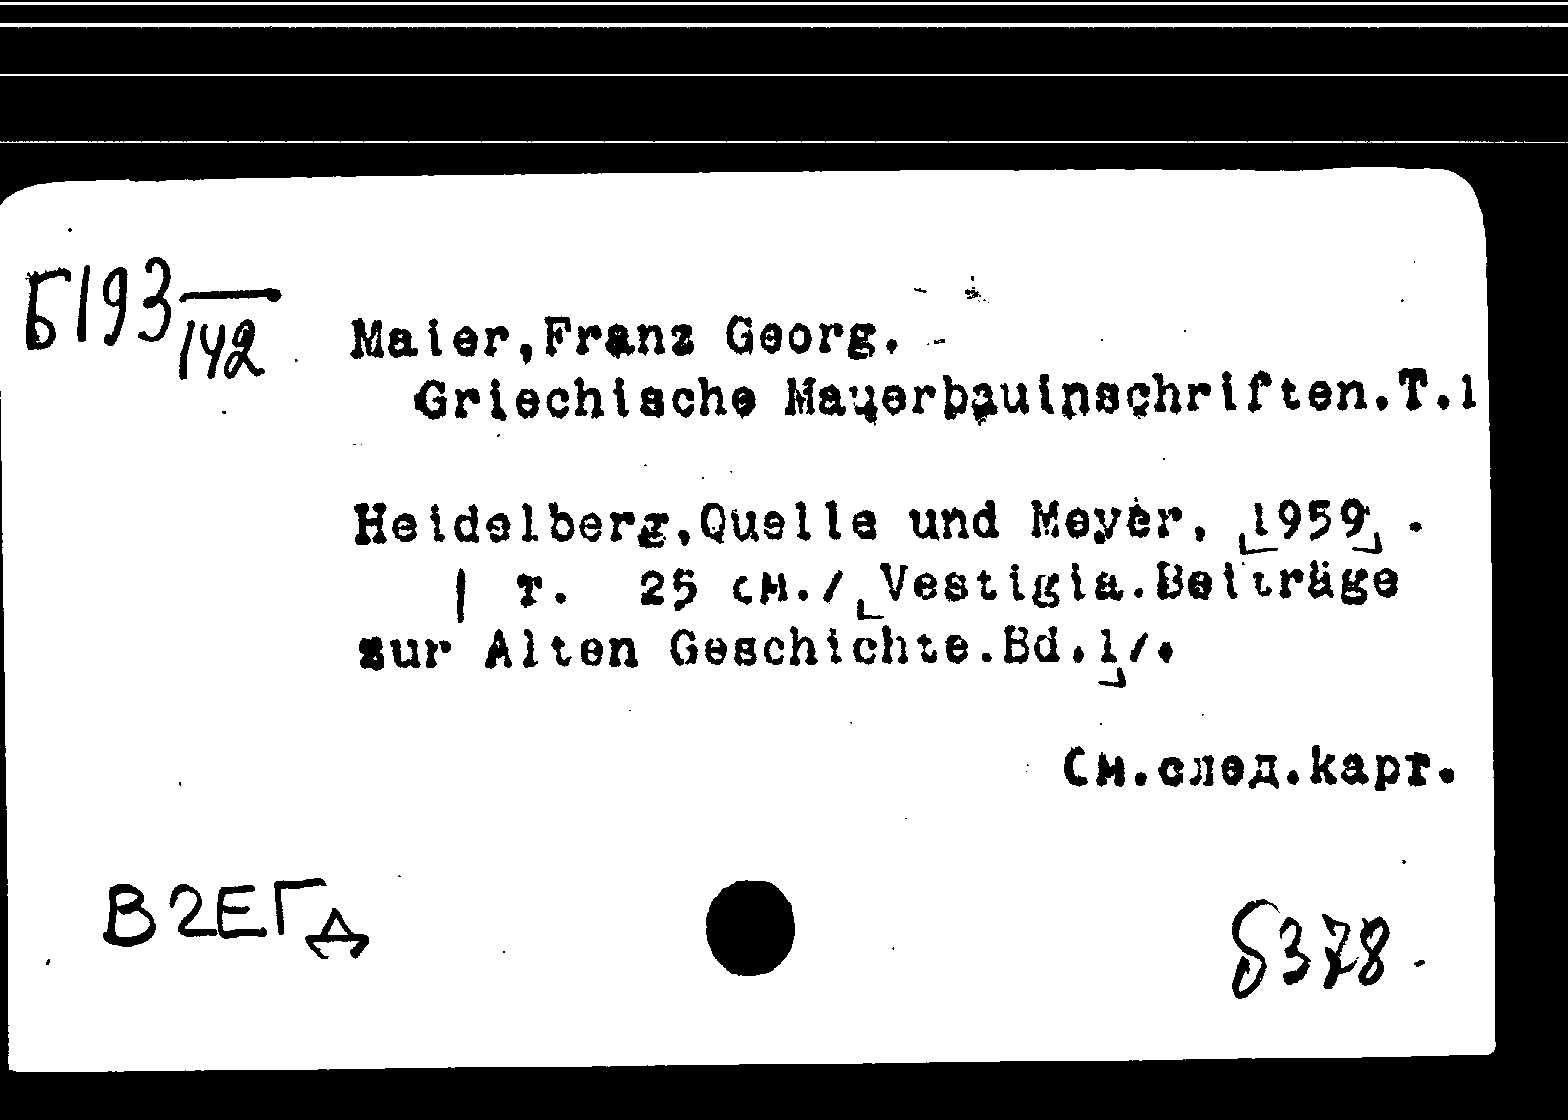 Б193
142
Maier,Franz Georg.
Griechische Mauerbauinschriften.T.1
Heidelberg,Quelle und Meyer, [1959] .
| т. 25 см./[Vestigia.Beiträge
zur Alten Geschichte.Bd.1]/.
См.след.карт.
В2ЕГд
б378